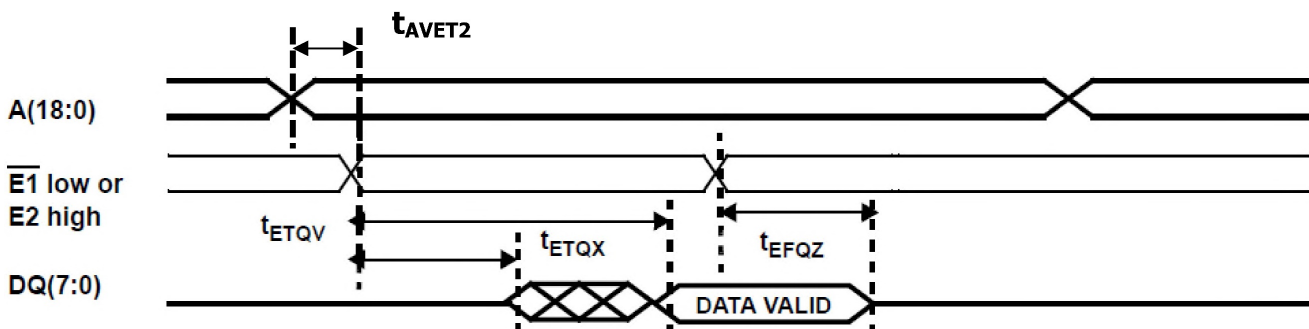 tAVET2
A(18:0)
E1 low or
E2 high
tETQV
tETQX
tEFQZ
DQ(7:0)
DATA VALID